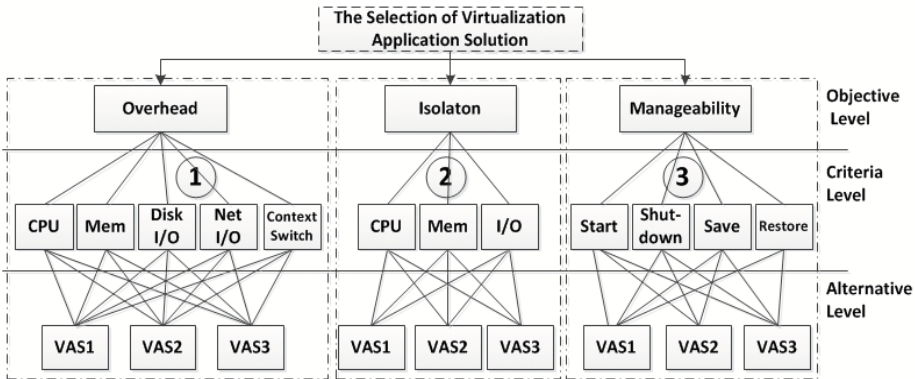 The Selection of Virtualization
Application Solution
Overhead
Isolaton
Manageability
Objective
Level
1
2
3
Criteria
Level
CPU
Mem
Disk
I/O
Net
I/O
Context
Switch
CPU
Mem
I/O
Start
Shut-
down
Save
Restore
Alternative
Level
VAS1
VAS2
VAS3
VAS1
VAS2
VAS3
VAS1
VAS2
VAS3